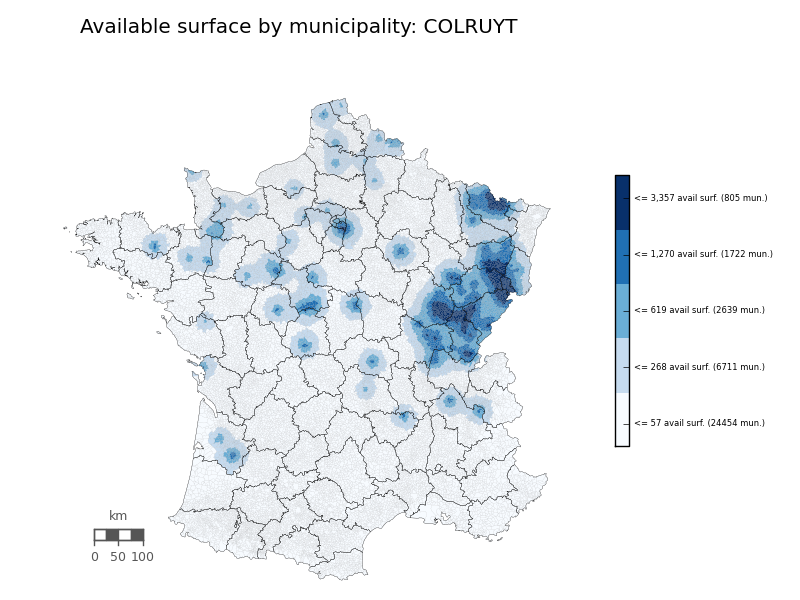 Available surface by municipality: COLRUYT
<= 3,357 avail surf. (805 mun.)
<= 1,270 avail surf. (1722 mun.)
<= 619 avail surf. (2639 mun.)
<= 268 avail surf. (6711 mun.)
<= 57 avail surf. (24454 mun.)
km
0 50 100